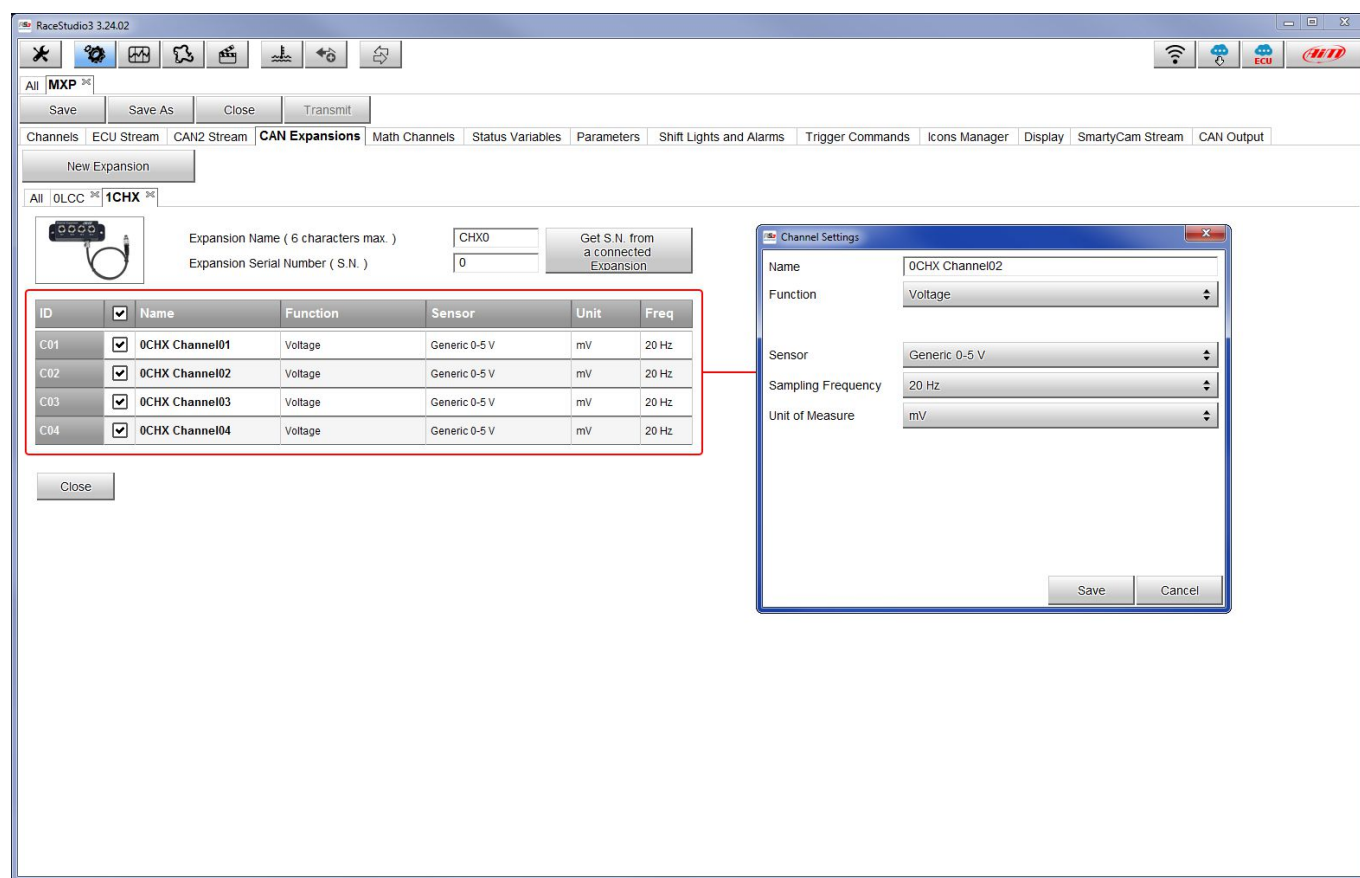 RaceStudio3 3.24.02
ECU
AiM
All MXP
Save Save As Close Transmit
Channels ECU Stream CAN2 Stream CAN Expansions Math Channels Status Variables Parameters Shift Lights and Alarms Trigger Commands Icons Manager Display SmartyCam Stream CAN Output
New Expansion
All 0LCC 1CHX
Expansion Name ( 6 characters max. ) CHX0
Expansion Serial Number ( S.N. ) 0
Get S.N. from
a connected
Expansion
ID Name Function Sensor Unit Freq
C01 0CHX Channel01 Voltage Generic 0-5 V mV 20 Hz
C02 0CHX Channel02 Voltage Generic 0-5 V mV 20 Hz
C03 0CHX Channel03 Voltage Generic 0-5 V mV 20 Hz
C04 0CHX Channel04 Voltage Generic 0-5 V mV 20 Hz
Close
Channel Settings
Name 0CHX Channel02
Function Voltage
Sensor Generic 0-5 V
Sampling Frequency 20 Hz
Unit of Measure mV
Save Cancel